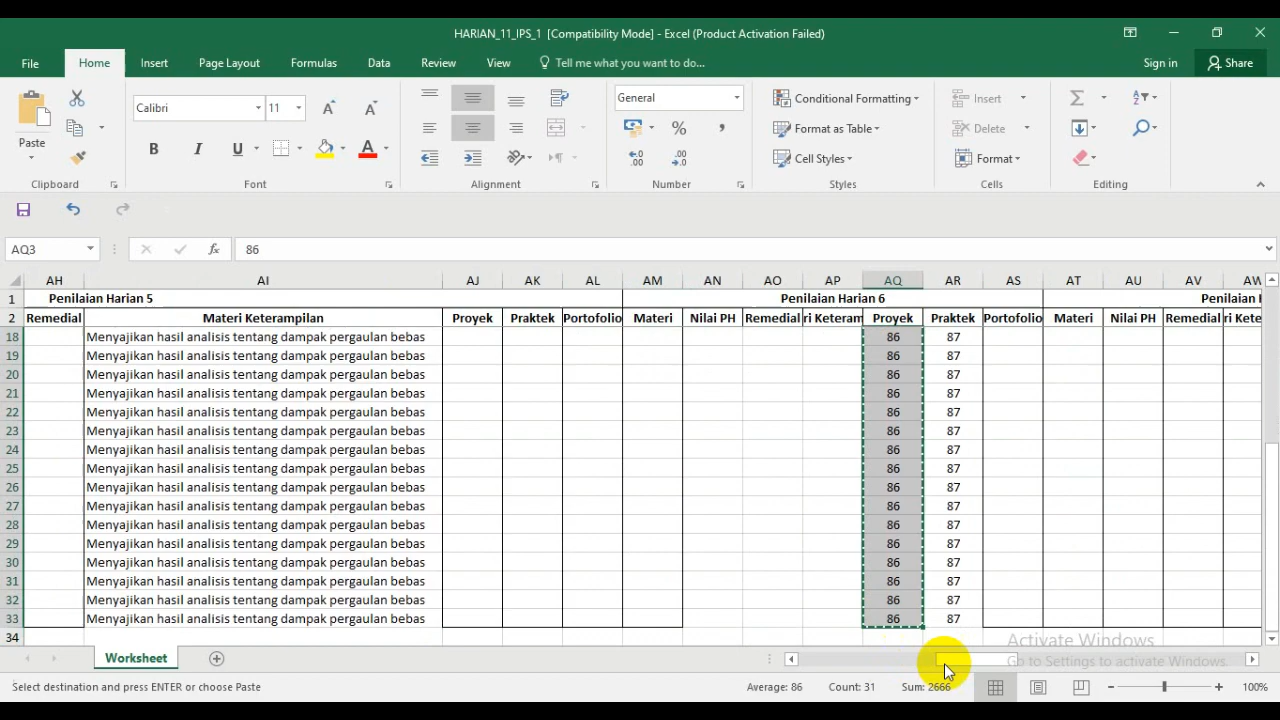 HARIAN_11_IPS_1 [Compatibility Mode] - Excel (Product Activation Failed)
File Home Insert Page Layout Formulas Data Review View Tell me what you want to do... Sign in Share
Paste Calibri 11 General Conditional Formatting Format as Table Cell Styles Insert Delete Format
Clipboard Font Alignment Number Styles Cells Editing
AQ3 fx 86
AH AI AJ AK AL AM AN AO AP AQ AR AS AT AU AV AW
1 Penilaian Harian 5 Penilaian Harian 6 Penilaian
2 Remedial Materi Keterampilan Proyek Praktek Portofolio Materi Nilai PH Remedial ri Keteram Proyek Praktek Portofolio Materi Nilai PH Remedial ri Kete
18 Menyajikan hasil analisis tentang dampak pergaulan bebas 86 87
19 Menyajikan hasil analisis tentang dampak pergaulan bebas 86 87
20 Menyajikan hasil analisis tentang dampak pergaulan bebas 86 87
21 Menyajikan hasil analisis tentang dampak pergaulan bebas 86 87
22 Menyajikan hasil analisis tentang dampak pergaulan bebas 86 87
23 Menyajikan hasil analisis tentang dampak pergaulan bebas 86 87
24 Menyajikan hasil analisis tentang dampak pergaulan bebas 86 87
25 Menyajikan hasil analisis tentang dampak pergaulan bebas 86 87
26 Menyajikan hasil analisis tentang dampak pergaulan bebas 86 87
27 Menyajikan hasil analisis tentang dampak pergaulan bebas 86 87
28 Menyajikan hasil analisis tentang dampak pergaulan bebas 86 87
29 Menyajikan hasil analisis tentang dampak pergaulan bebas 86 87
30 Menyajikan hasil analisis tentang dampak pergaulan bebas 86 87
31 Menyajikan hasil analisis tentang dampak pergaulan bebas 86 87
32 Menyajikan hasil analisis tentang dampak pergaulan bebas 86 87
33 Menyajikan hasil analisis tentang dampak pergaulan bebas 86 87
34
Activate Windows
Go to Settings to activate Windows.
Worksheet
Select destination and press ENTER or choose Paste Average: 86 Count: 31 Sum: 2666 100%